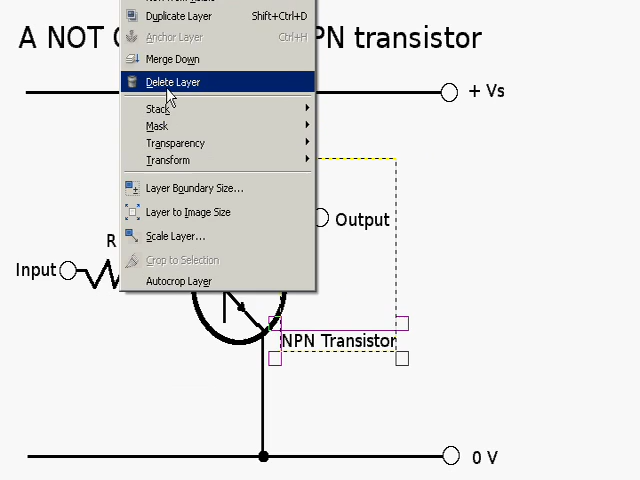 Duplicate Layer Shift+Ctrl+D
A NOT PN transistor
Anchor Layer Ctrl+H
Merge Down
Delete Layer
+ Vs
Stack
Mask
Transparency
Transform
Layer Boundary Size...
Layer to Image Size
Output
Scale Layer...
R
Crop to Selection
Input
Autocrop Layer
NPN Transistor
0 V